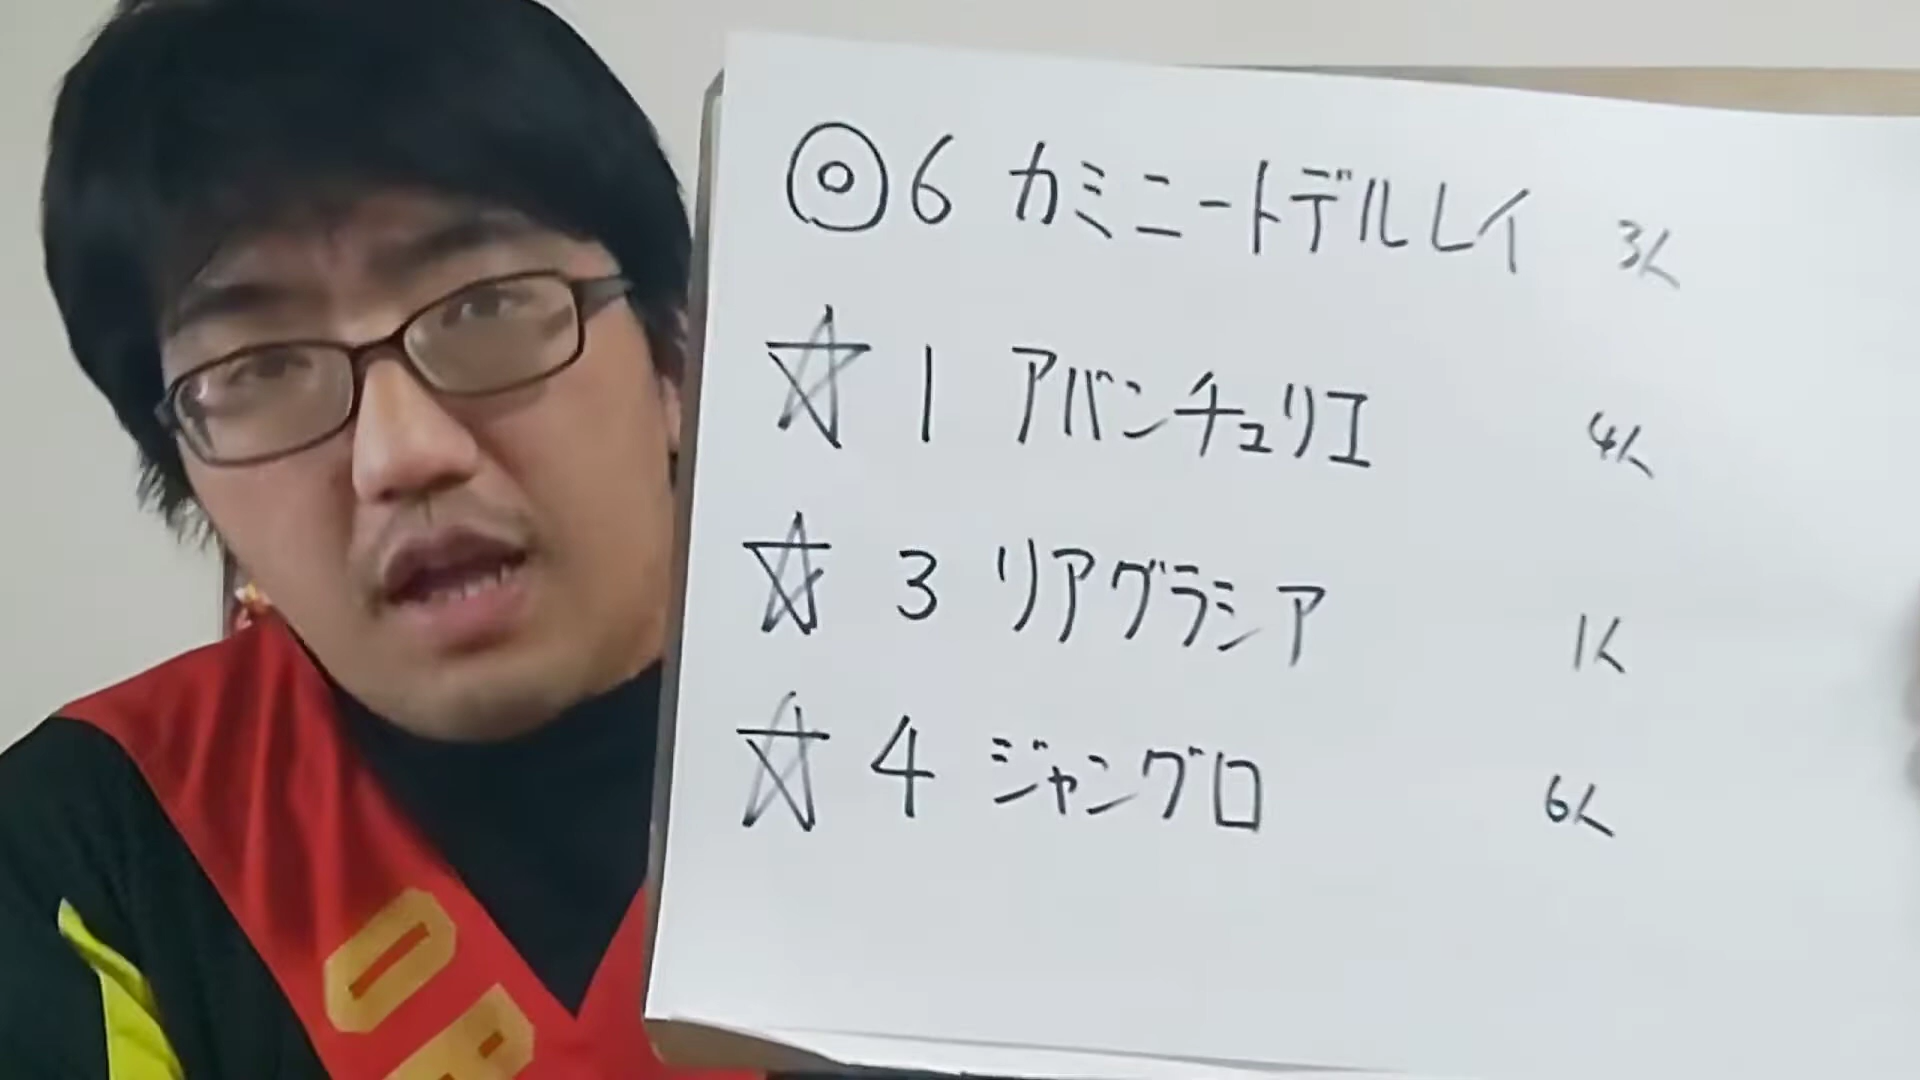 ◎6 カミニートデルレイ 3人
☆ 1 アバンチュリエ 4人
☆ 3 リアグラシア 1人
☆ 4 ジャングロ 6人